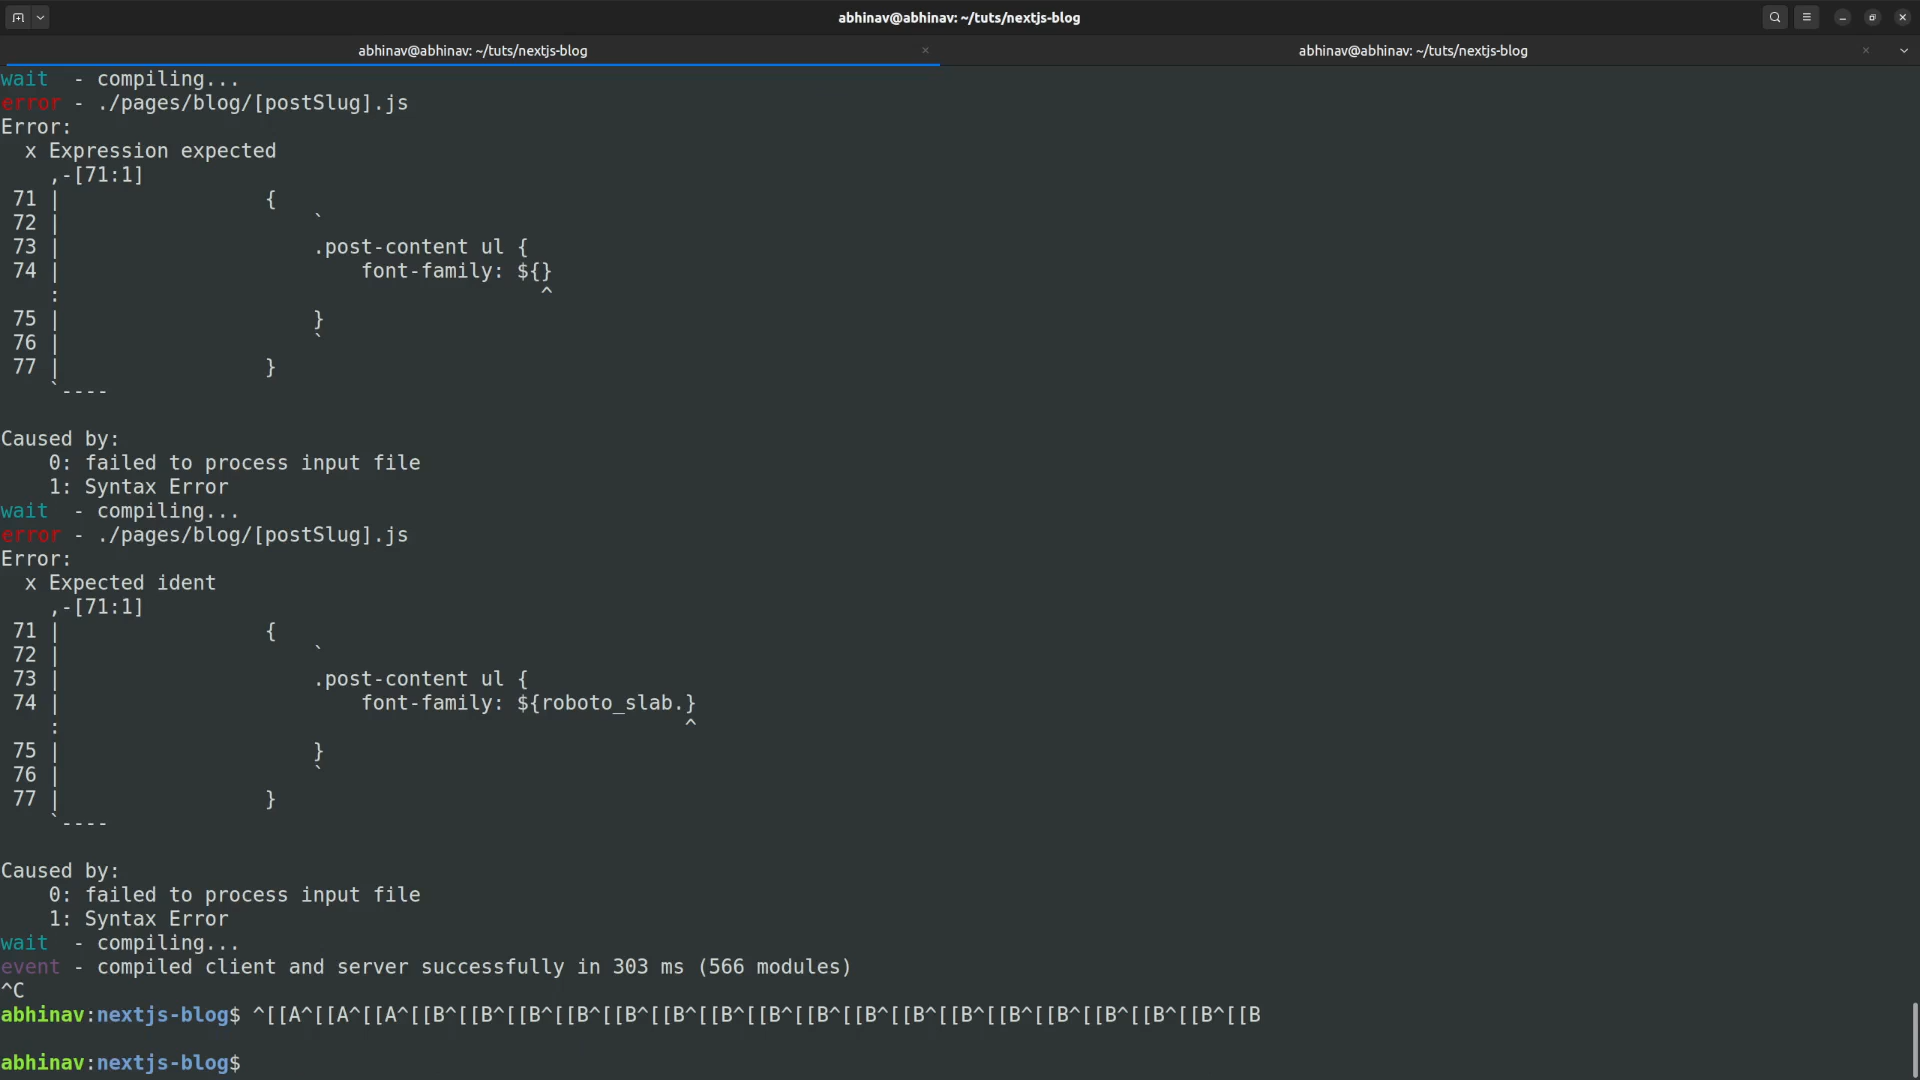 abhinav@abhinav: ~/tuts/nextjs-blog
abhinav@abhinav: ~/tuts/nextjs-blog
abhinav@abhinav: ~/tuts/nextjs-blog
wait  - compiling...
error - ./pages/blog/[postSlug].js
Error:
  x Expression expected
    ,-[71:1]
 71 |                 {
 72 |                     `
 73 |                     .post-content ul {
 74 |                         font-family: ${}
    :                                        ^
 75 |                     }
 76 |                     `
 77 |                 }
    `----
Caused by:
    0: failed to process input file
    1: Syntax Error
wait  - compiling...
error - ./pages/blog/[postSlug].js
Error:
  x Expected ident
    ,-[71:1]
 71 |                 {
 72 |                     `
 73 |                     .post-content ul {
 74 |                         font-family: ${roboto_slab.}
    :                                                    ^
 75 |                     }
 76 |                     `
 77 |                 }
    `----
Caused by:
    0: failed to process input file
    1: Syntax Error
wait  - compiling...
event - compiled client and server successfully in 303 ms (566 modules)
^C
abhinav:nextjs-blog$ ^[[A^[[A^[[A^[[B^[[B^[[B^[[B^[[B^[[B^[[B^[[B^[[B^[[B^[[B^[[B^[[B^[[B^[[B^[[B^[[B^[[B
abhinav:nextjs-blog$